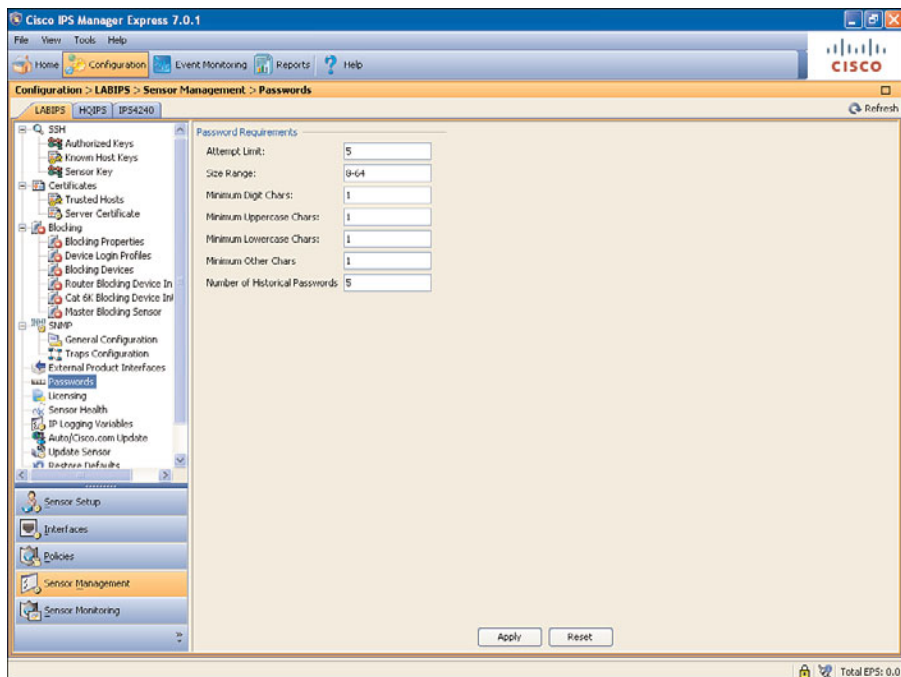 Cisco IPS Manager Express 7.0.1
File View Tools Help
Home Configuration Event Monitoring Reports Help
CISCO
Configuration > LABIPS > Sensor Management > Passwords
LABIPS HQIPS IPS4240
Refresh
SSH
Authorized Keys
Known Host Keys
Sensor Key
Certificates
Trusted Hosts
Server Certificate
Blocking
Blocking Properties
Device Login Profiles
Blocking Devices
Router Blocking Device In
Cat 6K Blocking Device Int
Master Blocking Sensor
SNMP
General Configuration
Traps Configuration
External Product Interfaces
Passwords
Licensing
Sensor Health
IP Logging Variables
Auto/Cisco.com Update
Update Sensor
Restore Defaults
Sensor Setup
Interfaces
Policies
Sensor Management
Sensor Monitoring
Password Requirements
Attempt Limit: 5
Size Range: 8-64
Minimum Digit Chars: 1
Minimum Uppercase Chars: 1
Minimum Lowercase Chars: 1
Minimum Other Chars 1
Number of Historical Passwords 5
Apply Reset
Total EPS: 0.0